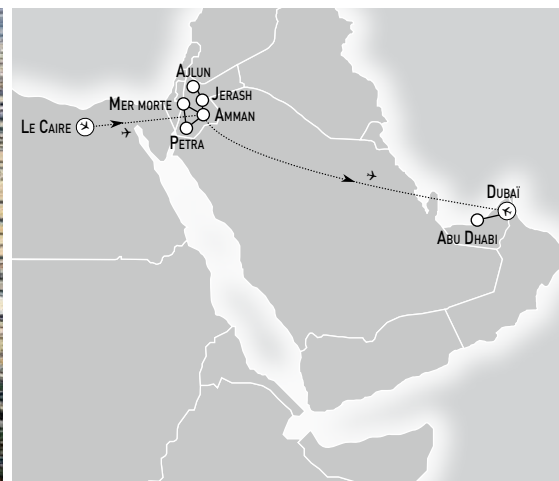 Ajlun
Jerash
Mer morte
Amman
Le Caire
Petra
Dubaï
Abu Dhabi